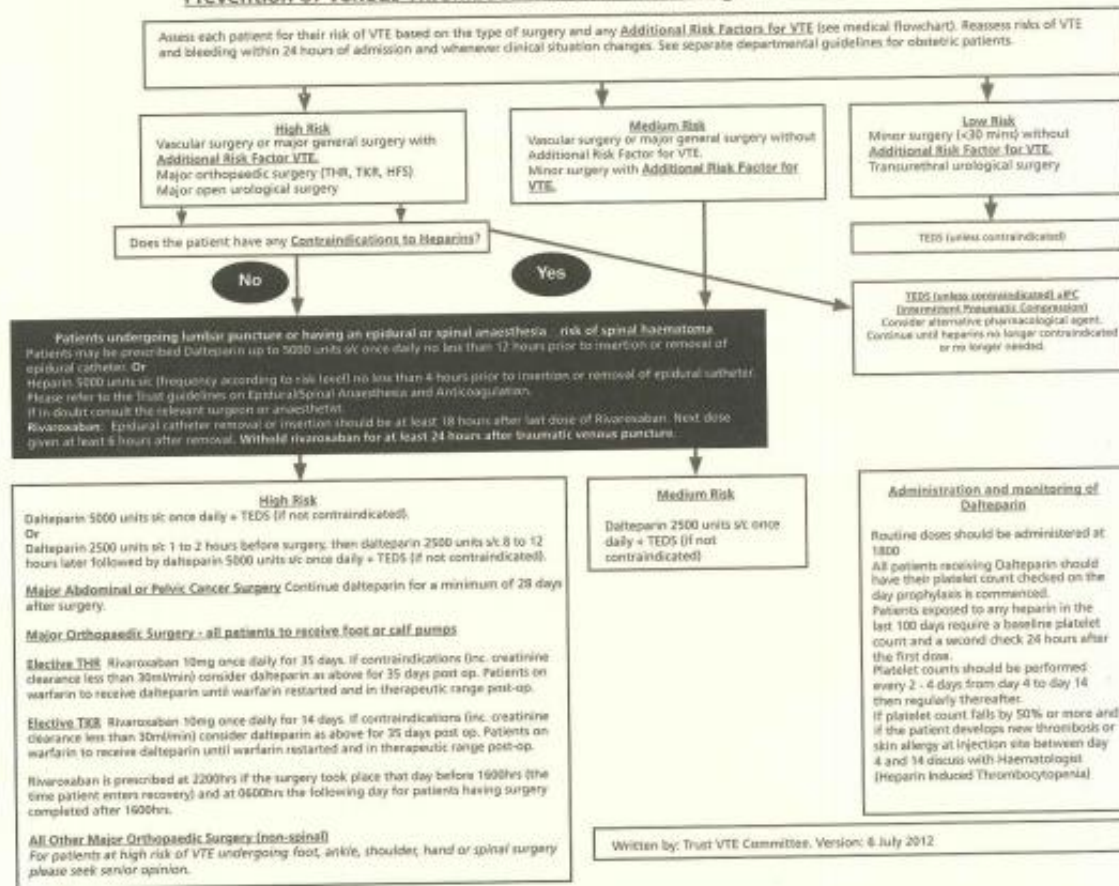 Assess each patient for their risk of VTE based on the type of surgery and any Additional Risk Factors for VTE (see medical flowchart). Reassess risks of VTE
and bleeding within 24 hours of admission and whenever clinical situation changes. See separate departmental guidelines for obstetric patients.
High Risk
Vascular surgery or major general surgery with
Additional Risk Factor VTE.
Major orthopaedic surgery (THR, TKR, HFS)
Major open urological surgery
Medium Risk
Vascular surgery or major general surgery without
Additional Risk Factor for VTE.
Minor surgery with Additional Risk Factor for
VTE.
Low Risk
Minor surgery (<30 mins) without
Additional Risk Factor for VTE.
Transurethral urological surgery
Does the patient have any Contraindications to Heparins?
TEDS (unless contraindicated)
No
Yes
TEDS (unless contraindicated) ±IPC
(Intermittent Pneumatic Compression)
Consider alternative pharmacological agent.
Continue until heparins no longer contraindicated
or no longer needed.
Patients undergoing lumbar puncture or having an epidural or spinal anaesthesia risk of spinal haematoma
Patients may be prescribed Dalteparin up to 5000 units s/c once daily no less than 12 hours prior to insertion or removal of
epidural catheter. Or
Heparin 5000 units s/c (frequency according to risk level) no less than 4 hours prior to insertion or removal of epidural catheter.
Please refer to the Trust guidelines on Epidural/Spinal Anaesthesia and Anticoagulation.
If in doubt consult the relevant surgeon or anaesthetist.
Rivaroxaban. Epidural catheter removal or insertion should be at least 18 hours after last dose of Rivaroxaban. Next dose
given at least 6 hours after removal. Withhold rivaroxaban for at least 24 hours after traumatic venous puncture.
High Risk
Dalteparin 5000 units s/c once daily + TEDS (if not contraindicated).
Or
Dalteparin 2500 units s/c 1 to 2 hours before surgery, then dalteparin 2500 units s/c 8 to 12
hours later followed by dalteparin 5000 units s/c once daily + TEDS (if not contraindicated).
Major Abdominal or Pelvic Cancer Surgery Continue dalteparin for a minimum of 28 days
after surgery.
Major Orthopaedic Surgery - all patients to receive foot or calf pumps
Elective THR Rivaroxaban 10mg once daily for 35 days. If contraindications (inc. creatinine
clearance less than 30ml/min) consider dalteparin as above for 35 days post op. Patients on
warfarin to receive dalteparin until warfarin restarted and in therapeutic range post-op.
Elective TKR Rivaroxaban 10mg once daily for 14 days. If contraindications (inc. creatinine
clearance less than 30ml/min) consider dalteparin as above for 35 days post op. Patients on
warfarin to receive dalteparin until warfarin restarted and in therapeutic range post-op.
Rivaroxaban is prescribed at 2200hrs if the surgery took place that day before 1600hrs (the
time patient enters recovery) and at 0600hrs the following day for patients having surgery
completed after 1600hrs.
All Other Major Orthopaedic Surgery (non-spinal)
For patients at high risk of VTE undergoing foot, ankle, shoulder, hand or spinal surgery
please seek senior opinion.
Medium Risk
Dalteparin 2500 units s/c once
daily + TEDS (if not
contraindicated)
Administration and monitoring of
Dalteparin
Routine doses should be administered at
1800
All patients receiving Dalteparin should
have their platelet count checked on the
day prophylaxis is commenced.
Patients exposed to any heparin in the
last 100 days require a baseline platelet
count and a second check 24 hours after
the first dose.
Platelet counts should be performed
every 2 - 4 days from day 4 to day 14
then regularly thereafter.
If platelet count falls by 50% or more and
if the patient develops new thrombosis or
skin allergy at injection site between day
4 and 14 discuss with Haematologist
(Heparin Induced Thrombocytopenia)
Written by: Trust VTE Committee. Version: 6 July 2012